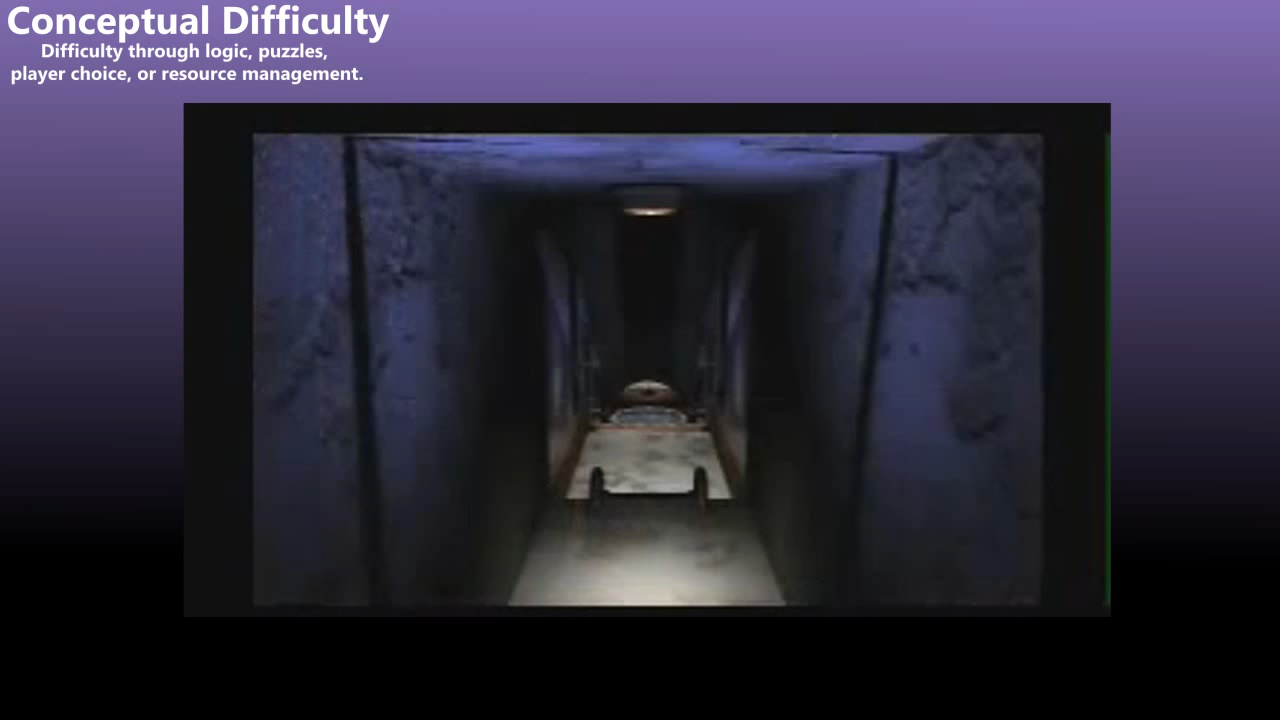 Conceptual Difficulty
Difficulty through logic, puzzles,
player choice, or resource management.